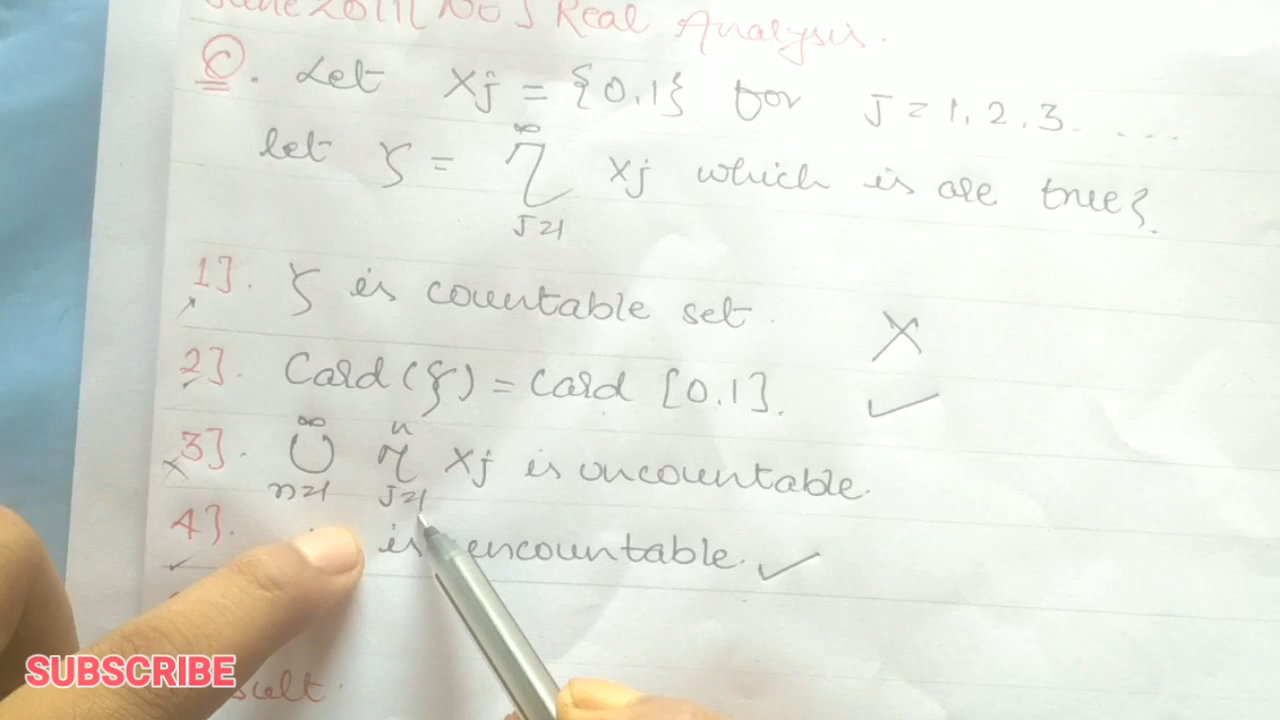 Real Analysis.
Q. Let Xj = {0,1} for J = 1, 2, 3. ...
let ζ = ∞ η J=1 Xj which is are true?
1]. ζ is countable set. X
2]. Card(ζ) = Card [0,1]. ✓
3]. ∞ ∪ n=1 n η J=1 Xj is uncountable.
4]. is uncountable. ✓
SUBSCRIBE
sult.